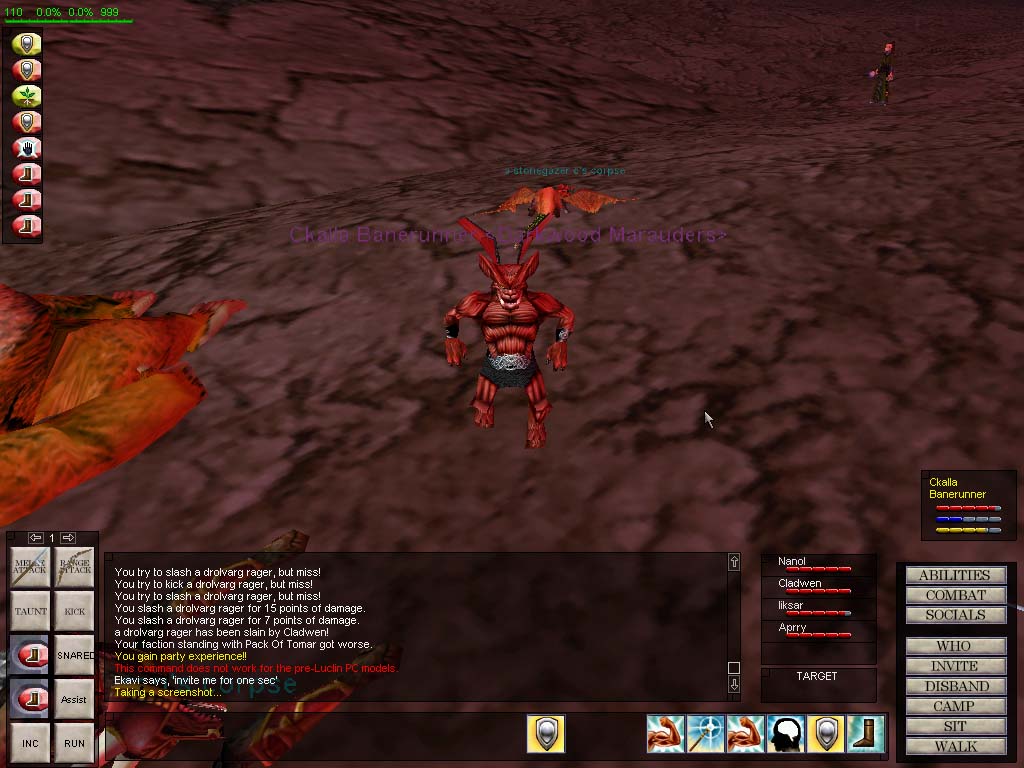 110 0.0% 0.0% 999
a stonegazer c's corpse
Ckalla Banerunner Marauders>
Ckalla
Banerunner
1
MELEE ATTACK
RANGE ATTACK
TAUNT
KICK
SNARED
Assist
INC
RUN
You try to slash a drolvarg rager, but miss!
You try to kick a drolvarg rager, but miss!
You try to slash a drolvarg rager, but miss!
You slash a drolvarg rager for 15 points of damage.
You slash a drolvarg rager for 7 points of damage.
a drolvarg rager has been slain by Cladwen!
Your faction standing with Pack Of Tomar got worse.
You gain party experience!!
This command does not work for the pre-Luclin PC models.
Ekavi says, 'invite me for one sec'
Taking a screenshot...
corpse
Nanol
Cladwen
liksar
Aprry
TARGET
ABILITIES
COMBAT
SOCIALS
WHO
INVITE
DISBAND
CAMP
SIT
WALK